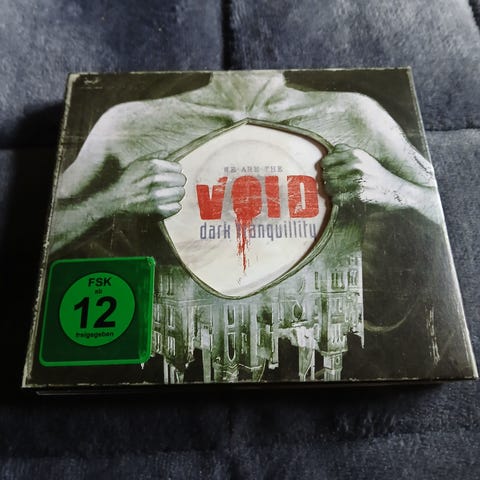 WE ARE THE
VOID
dark tranquillity
FSK
ab
12
freigegeben